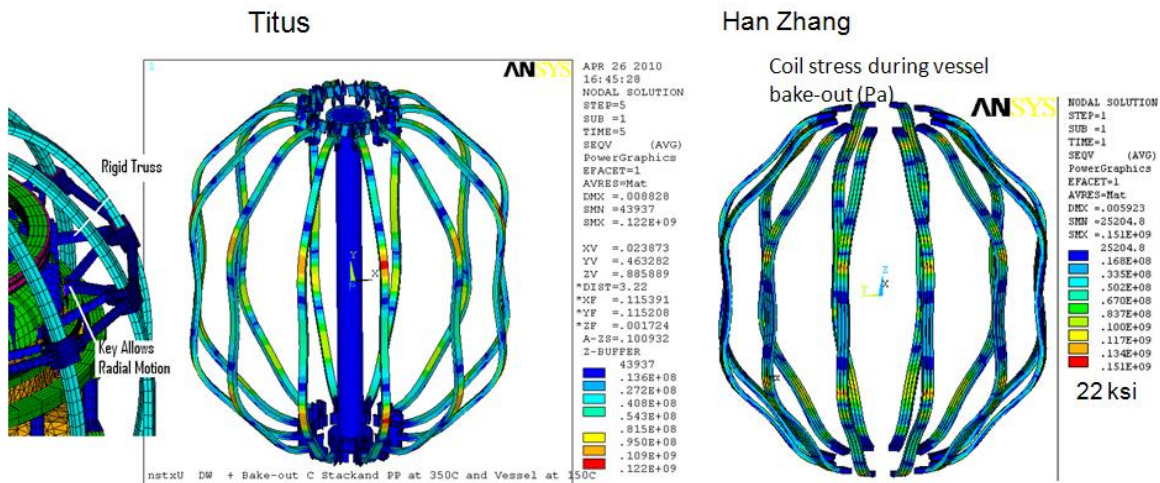 Titus
Han Zhang
Rigid Truss
Key Allows
Radial Motion
1
ANSYS
APR 26 2010
16:45:28
NODAL SOLUTION
STEP=5
SUB =1
TIME=5
SEQV (AVG)
PowerGraphics
EFACET=1
AVRES=Mat
DMX =.008828
SMN =43937
SMX =.122E+09
XV =.023873
YV =.463282
ZV =.885889
*DIST=3.22
*XF =.115391
*YF =.115208
*ZF =.001724
A-ZS=.100932
Z-BUFFER
43937
.136E+08
.272E+08
.408E+08
.543E+08
.815E+08
.950E+08
.109E+09
.122E+09
Y
X
nstxU DW + Bake-out C Stackand PP at 350C and Vessel at 150C
Coil stress during vessel
bake-out (Pa)
ANSYS
NODAL SOLUTION
STEP=1
SUB =1
TIME=1
SEQV (AVG)
PowerGraphics
EFACET=1
AVRES=Mat
DMX =.005923
SMN =25204.8
SMX =.151E+09
25204.8
.168E+08
.335E+08
.502E+08
.670E+08
.837E+08
.100E+09
.117E+09
.134E+09
.151E+09
Z
X
Y
MX
22 ksi